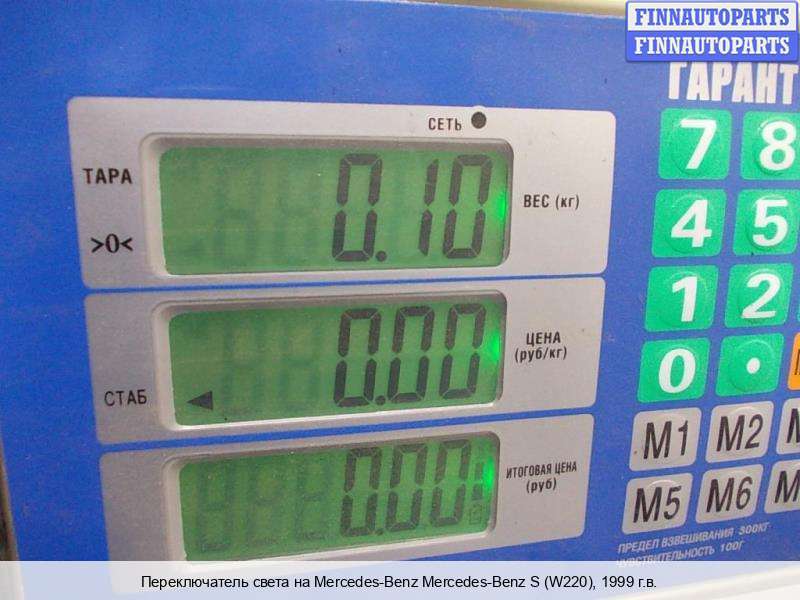 FINNAUTOPARTS
FINNAUTOPARTS
ГАРАНТ
СЕТЬ
ТАРА
>0<
0.10
ВЕС (кг)
7 8
4 5
1 2
0 .
ЦЕНА
(руб/кг)
0.00
СТАБ
M1 M2
M5 M6
ИТОГОВАЯ ЦЕНА
(руб)
0.00
ПРЕДЕЛ ВЗВЕШИВАНИЯ 300КГ
ЧУВСТВИТЕЛЬНОСТЬ 100Г
Переключатель света на Mercedes-Benz Mercedes-Benz S (W220), 1999 г.в.